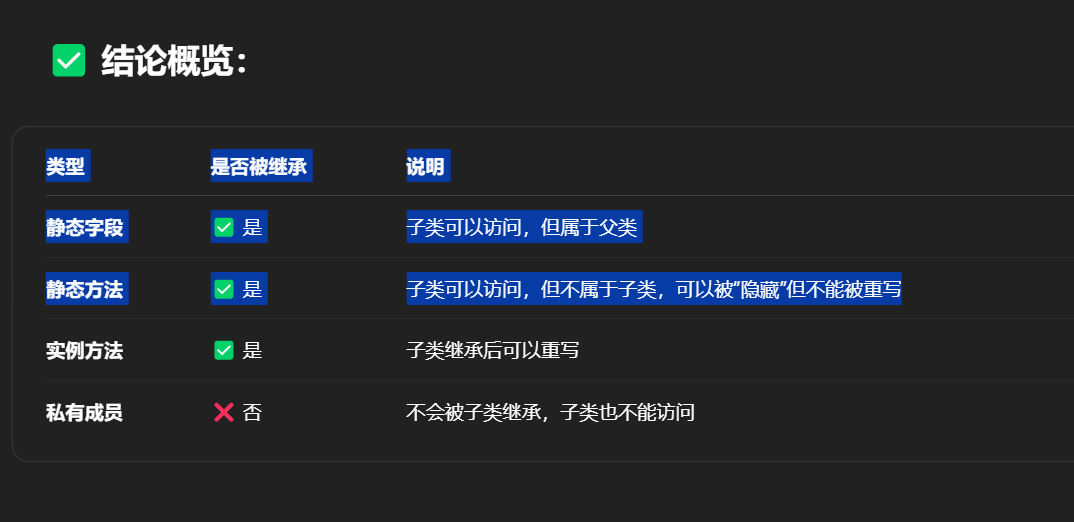 ✅ 结论概览：
类型 是否被继承 说明
静态字段 ✅ 是 子类可以访问，但属于父类
静态方法 ✅ 是 子类可以访问，但不属于子类，可以被“隐藏”但不能被重写
实例方法 ✅ 是 子类继承后可以重写
私有成员 ❌ 否 不会被子类继承，子类也不能访问